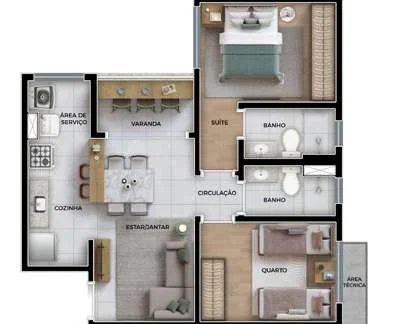 ÁREA DE
SERVIÇO
VARANDA
SUÍTE
BANHO
CIRCULAÇÃO
BANHO
COZINHA
ESTAR/JANTAR
QUARTO
ÁREA
TÉCNICA